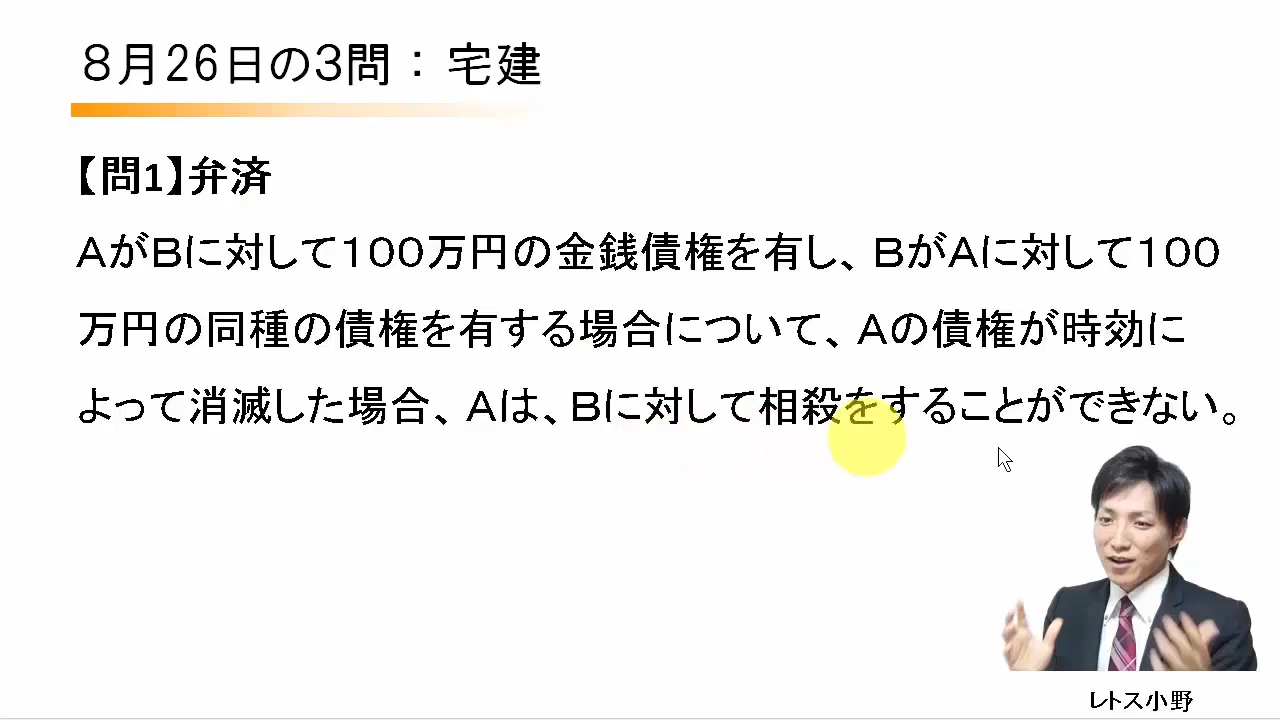 ８月26日の３問：宅建
【問1】弁済
ＡがＢに対して１００万円の金銭債権を有し、ＢがＡに対して１００
万円の同種の債権を有する場合について、Ａの債権が時効に
よって消滅した場合、Ａは、Ｂに対して相殺をすることができない。
レトス小野